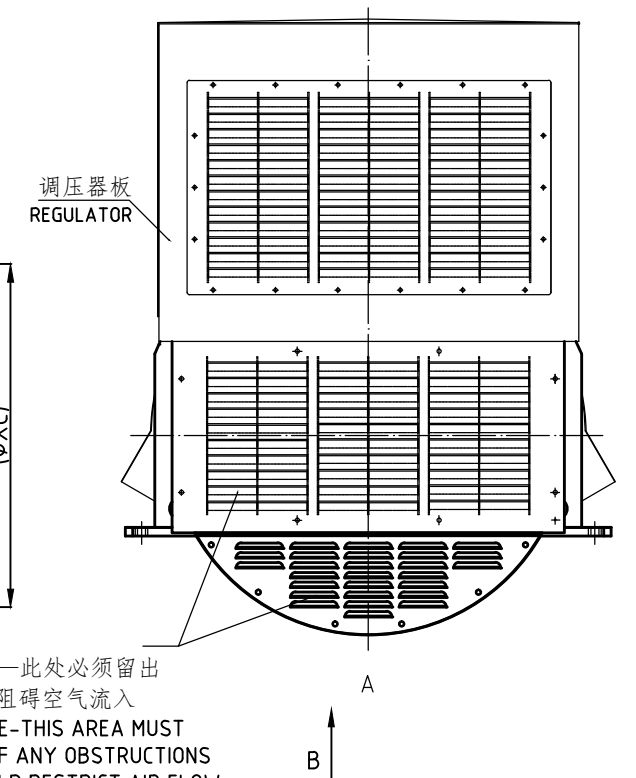 调压器板
REGULATOR
—此处必须留出
阻碍空气流入
E-THIS AREA MUST
F ANY OBSTRUCTIONS
A
B